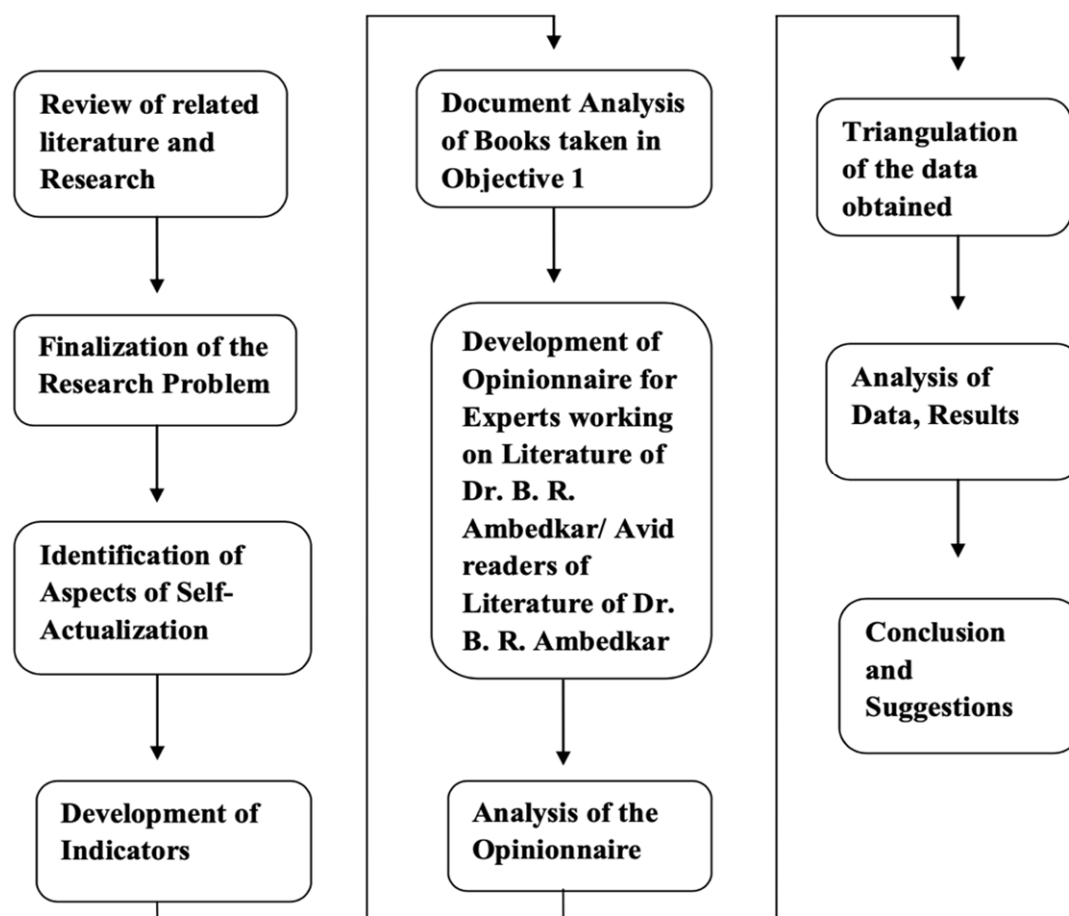 Review of related
literature and
Research
Finalization of the
Research Problem
Identification of
Aspects of Self-
Actualization
Development of
Indicators
Document Analysis
of Books taken in
Objective 1
Development of
Opinionnaire for
Experts working
on Literature of
Dr. B. R.
Ambedkar/ Avid
readers of
Literature of Dr.
B. R. Ambedkar
Analysis of the
Opinionnaire
Triangulation
of the data
obtained
Analysis of
Data, Results
Conclusion
and
Suggestions